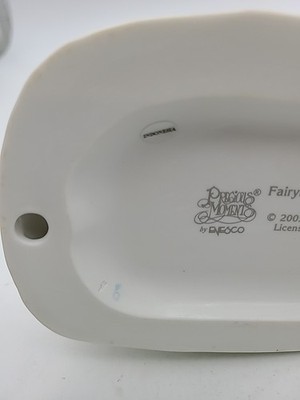 INDONESIA
PRECIOUS
MOMENTS®
by ENESCO
Fairy
© 200
Licens